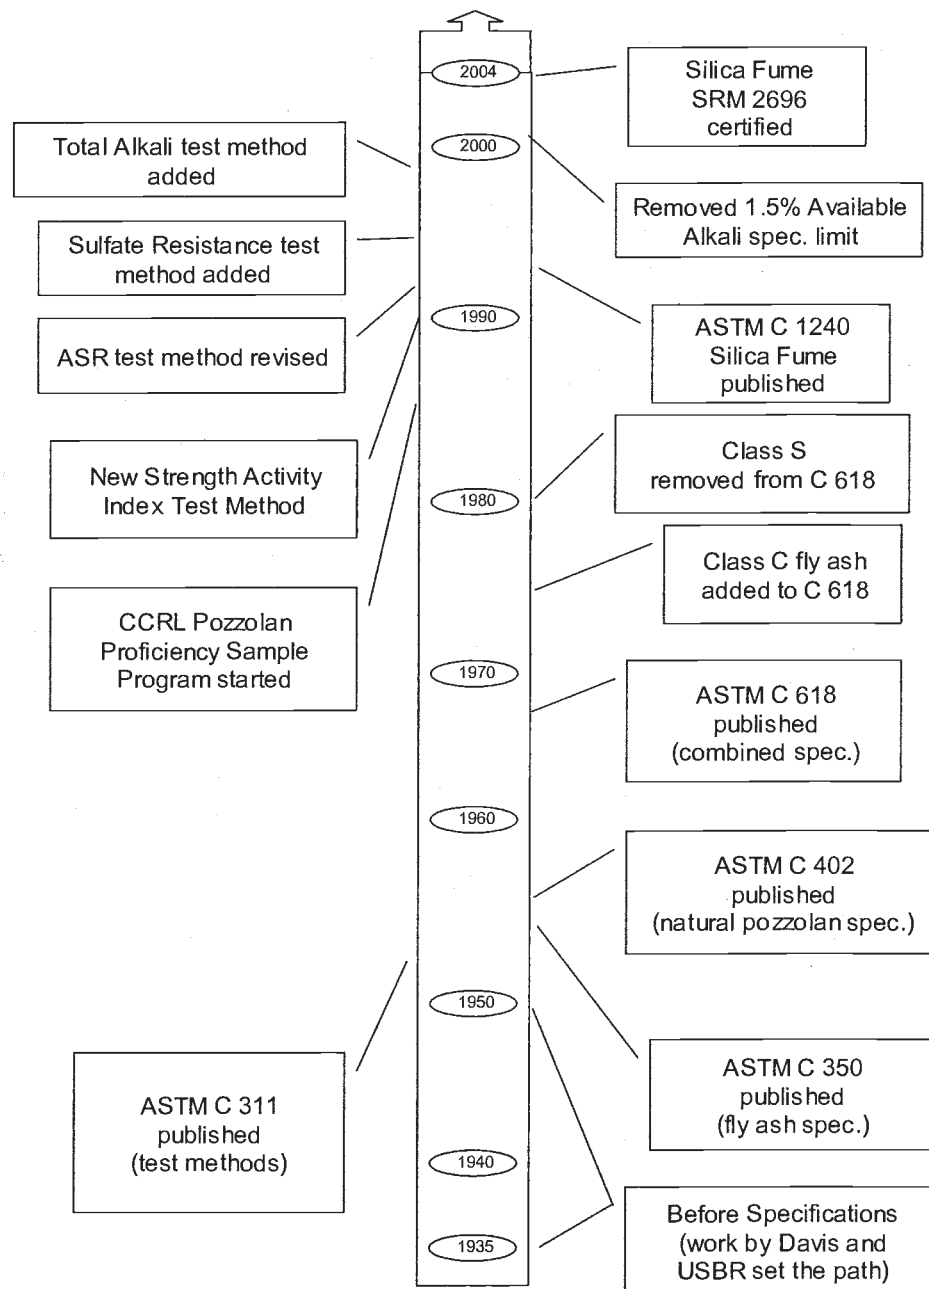 2004
Silica Fume
SRM 2696
certified
Total Alkali test method
added
2000
Removed 1.5% Available
Alkali spec. limit
Sulfate Resistance test
method added
1990
ASTM C 1240
Silica Fume
published
ASR test method revised
Class S
removed from C 618
New Strength Activity
Index Test Method
1980
Class C fly ash
added to C 618
CCRL Pozzolan
Proficiency Sample
Program started
1970
ASTM C 618
published
(combined spec.)
1960
ASTM C 402
published
(natural pozzolan spec.)
1950
ASTM C 350
published
(fly ash spec.)
ASTM C 311
published
(test methods)
1940
Before Specifications
(work by Davis and
USBR set the path)
1935